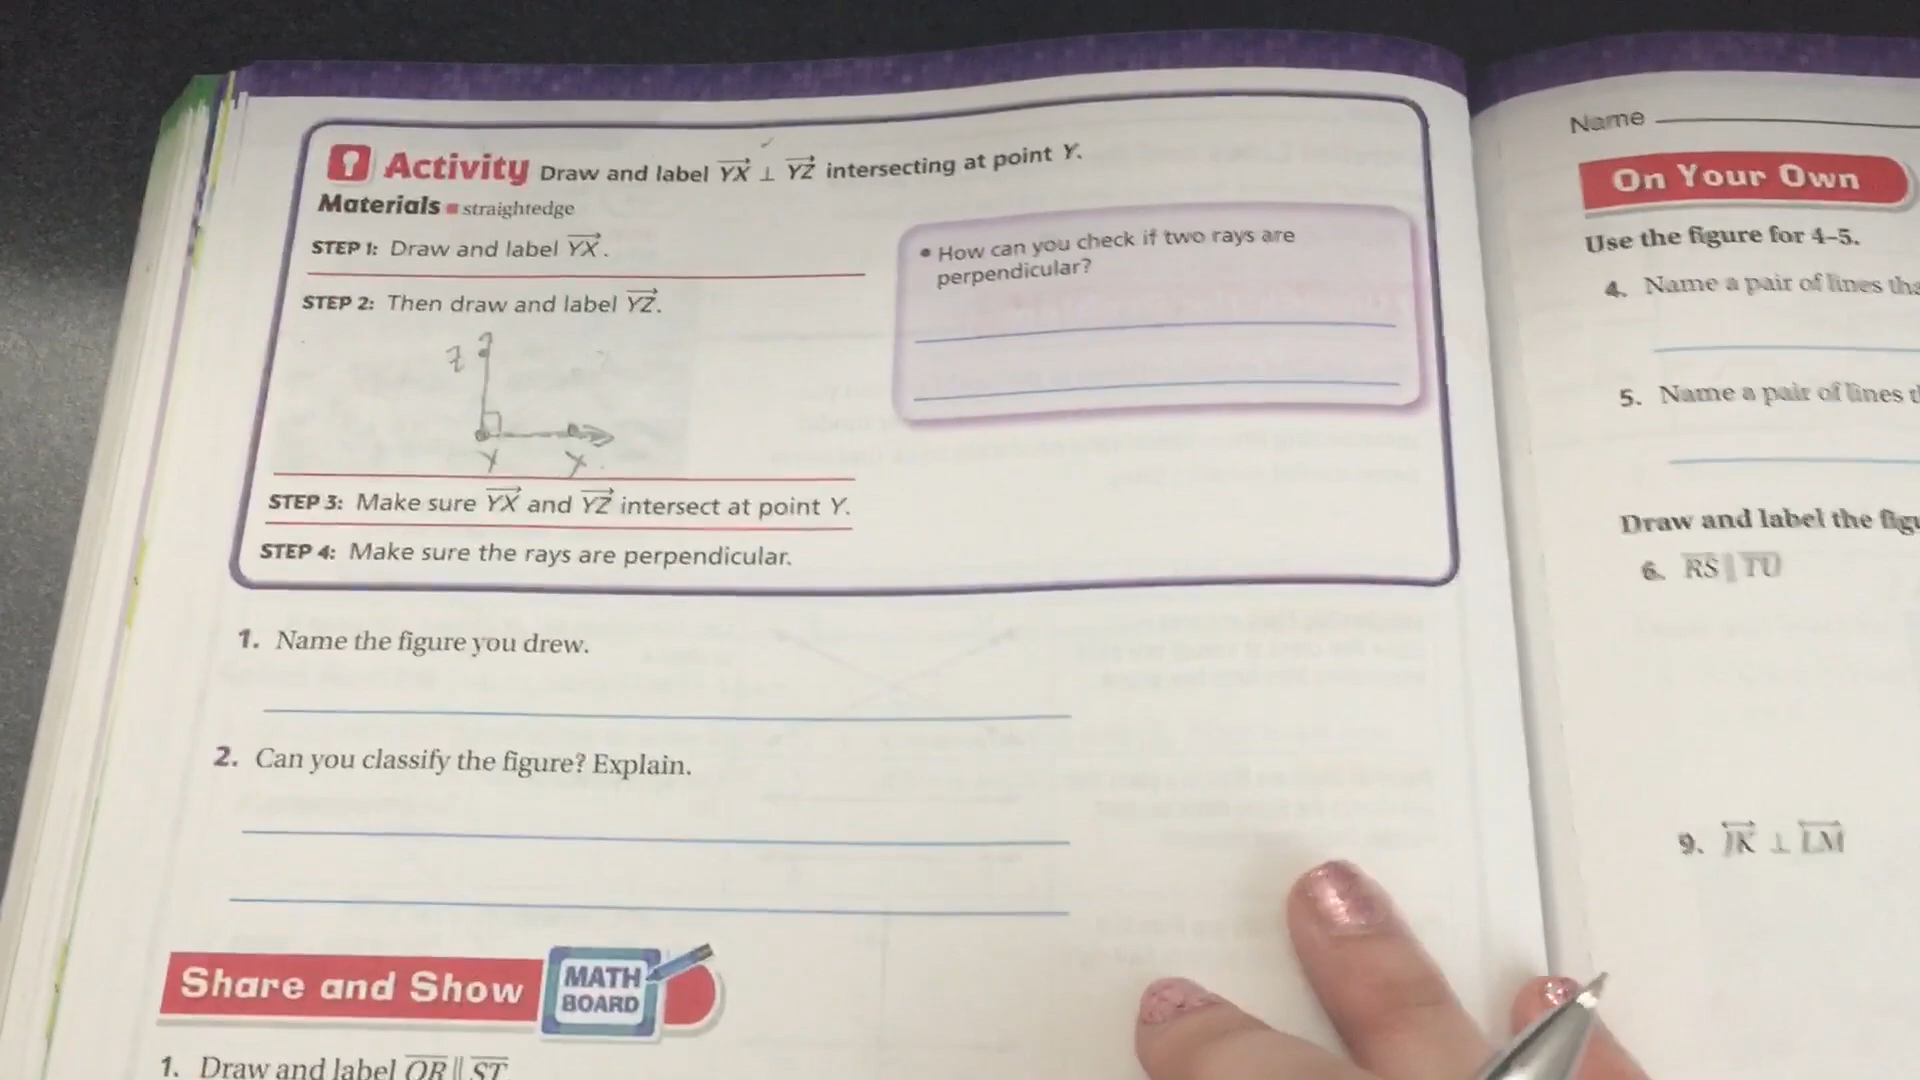 Activity Draw and label YX ⊥ YZ intersecting at point Y.
Materials ■ straightedge
STEP 1: Draw and label YX.
STEP 2: Then draw and label YZ.
Z
Y X
STEP 3: Make sure YX and YZ intersect at point Y.
STEP 4: Make sure the rays are perpendicular.
• How can you check if two rays are
perpendicular?
1. Name the figure you drew.
2. Can you classify the figure? Explain.
Share and Show
MATH
BOARD
1. Draw and label QR ∥ ST
Name
On Your Own
Use the figure for 4–5.
4. Name a pair of lines
5. Name a pair of lines
Draw and label the
6. RS ∥ TU
9. JK ⊥ LM